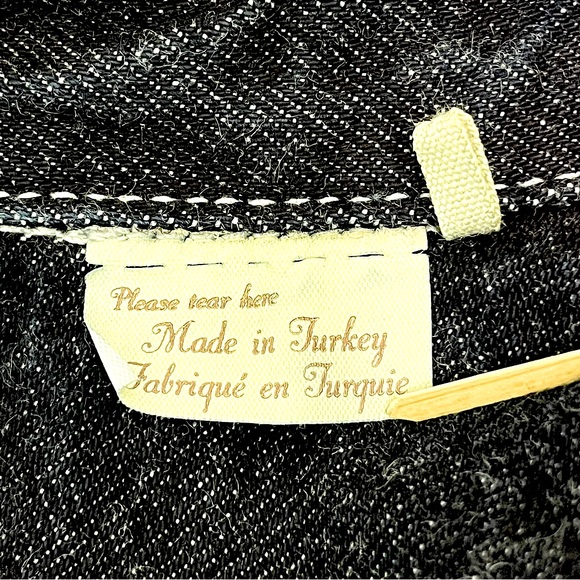 Please tear here
Made in Turkey
Fabriqué en Turquie